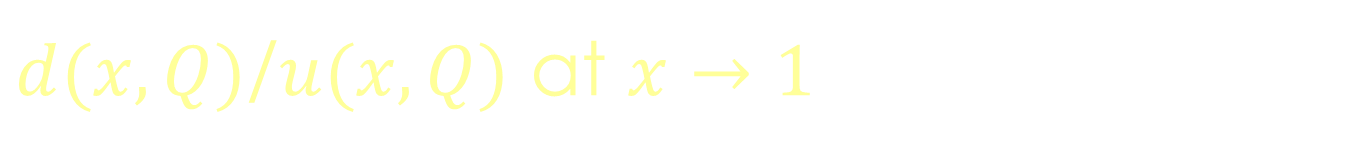 𝑑(𝑥, 𝑄)/𝑢(𝑥, 𝑄) at 𝑥 → 1